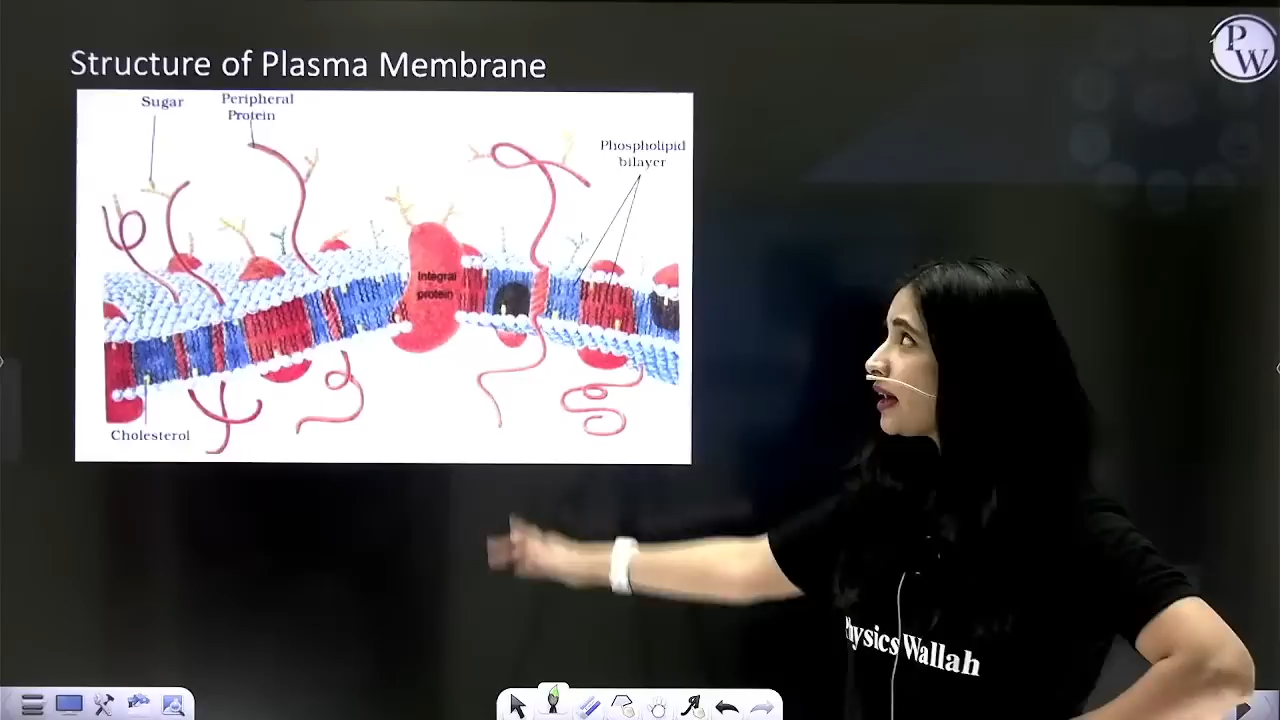 Structure of Plasma Membrane
PW
Sugar
Peripheral
Protein
Phospholipid
bilayer
Integral
protein
Cholesterol
Physics Wallah